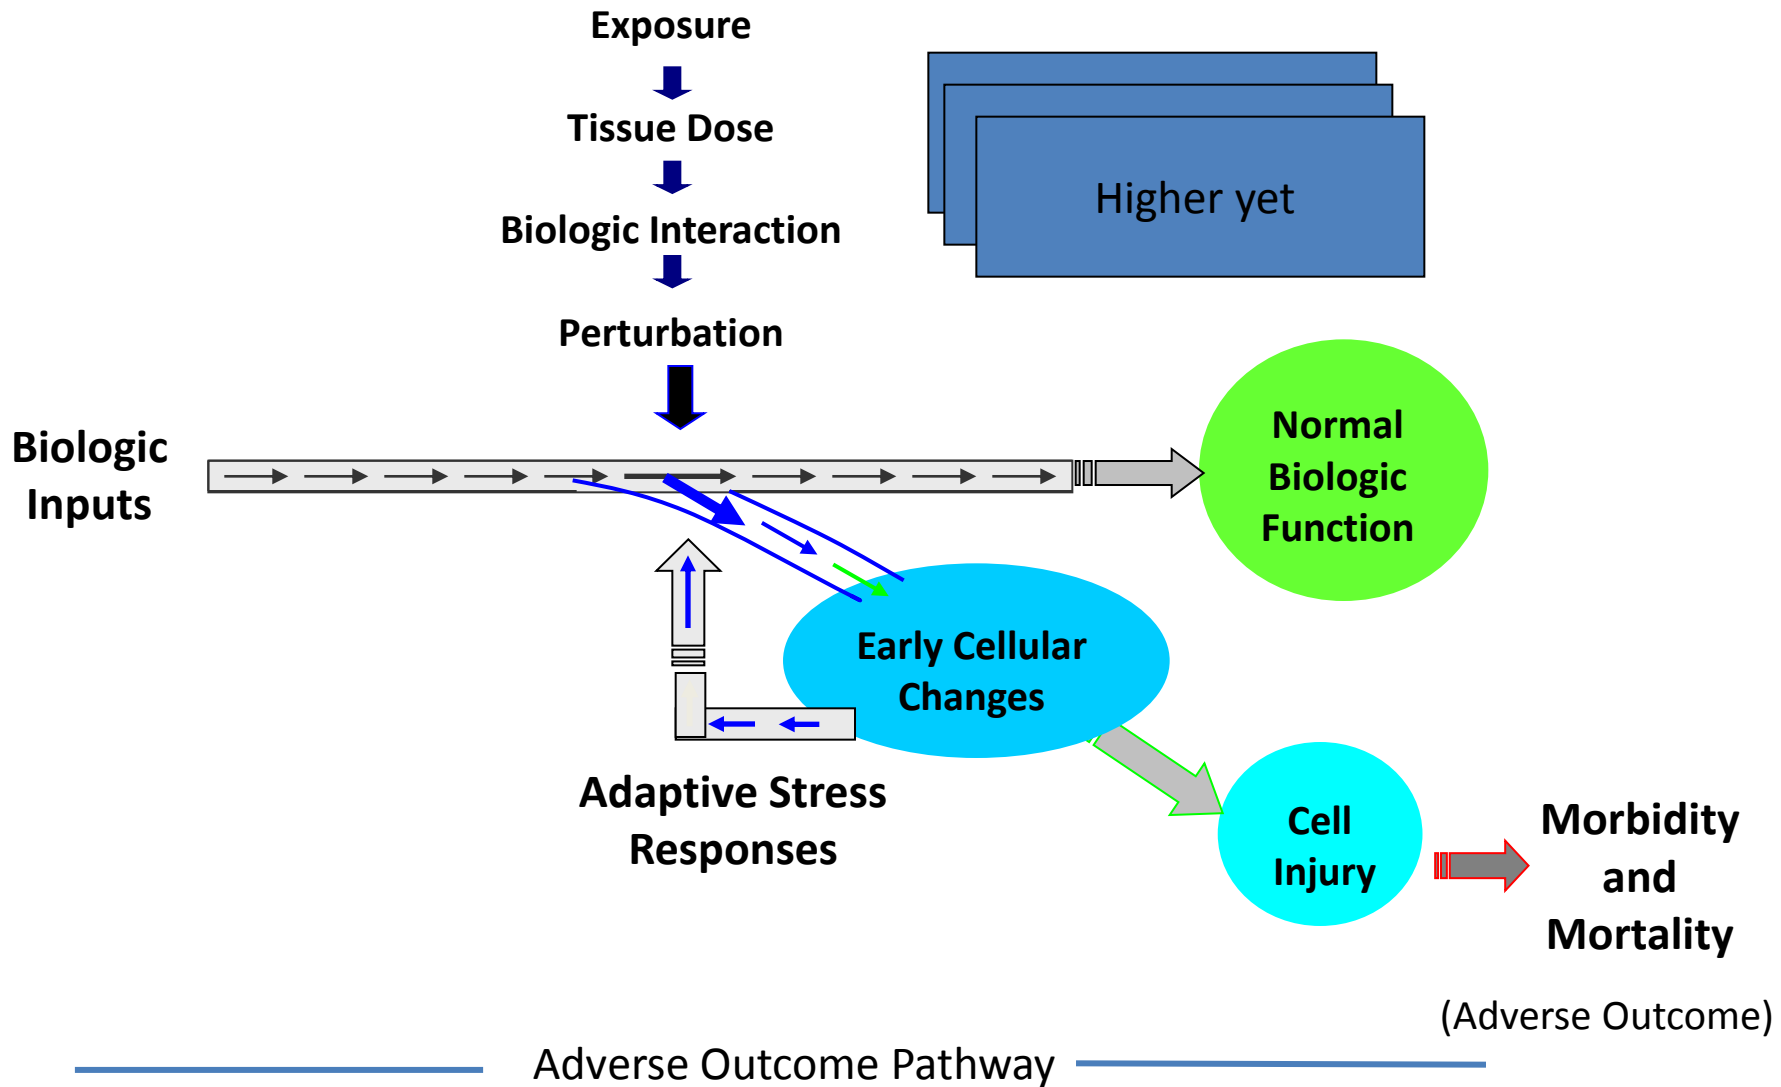 Exposure
Tissue Dose
Biologic Interaction
Perturbation
Higher yet
Biologic
Inputs
Normal
Biologic
Function
Early Cellular
Changes
Adaptive Stress
Responses
Cell
Injury
Morbidity
and
Mortality
(Adverse Outcome)
Adverse Outcome Pathway